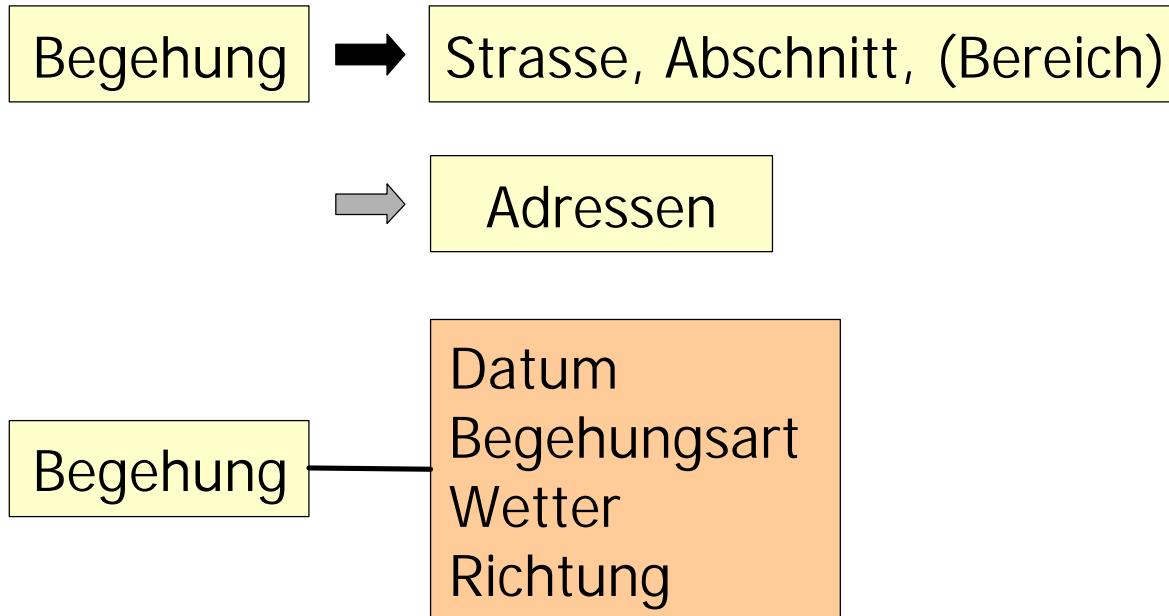 Begehung
Strasse, Abschnitt, (Bereich)
Adressen
Begehung
Datum
Begehungsart
Wetter
Richtung